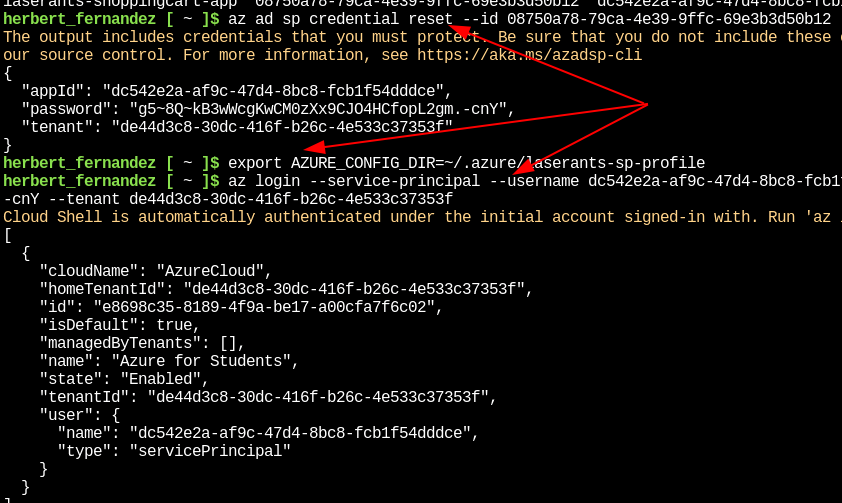 laserants-shoppingcart-app 08750a78-79ca-4e39-9ffc-69e3b3d50b12 dc542e2a-af9c-47d4-8bc8-fcb1
herbert_fernandez [ ~ ]$ az ad sp credential reset --id 08750a78-79ca-4e39-9ffc-69e3b3d50b12
The output includes credentials that you must protect. Be sure that you do not include these c
our source control. For more information, see https://aka.ms/azadsp-cli
{
  "appId": "dc542e2a-af9c-47d4-8bc8-fcb1f54dddce",
  "password": "g5~8Q~kB3wWcgKwCM0zXx9CJO4HCfopL2gm.-cnY",
  "tenant": "de44d3c8-30dc-416f-b26c-4e533c37353f"
}
herbert_fernandez [ ~ ]$ export AZURE_CONFIG_DIR=~/.azure/laserants-sp-profile
herbert_fernandez [ ~ ]$ az login --service-principal --username dc542e2a-af9c-47d4-8bc8-fcb1f
-cnY --tenant de44d3c8-30dc-416f-b26c-4e533c37353f
Cloud Shell is automatically authenticated under the initial account signed-in with. Run 'az
[
  {
    "cloudName": "AzureCloud",
    "homeTenantId": "de44d3c8-30dc-416f-b26c-4e533c37353f",
    "id": "e8698c35-8189-4f9a-be17-a00cfa7f6c02",
    "isDefault": true,
    "managedByTenants": [],
    "name": "Azure for Students",
    "state": "Enabled",
    "tenantId": "de44d3c8-30dc-416f-b26c-4e533c37353f",
    "user": {
      "name": "dc542e2a-af9c-47d4-8bc8-fcb1f54dddce",
      "type": "servicePrincipal"
    }
  }
]